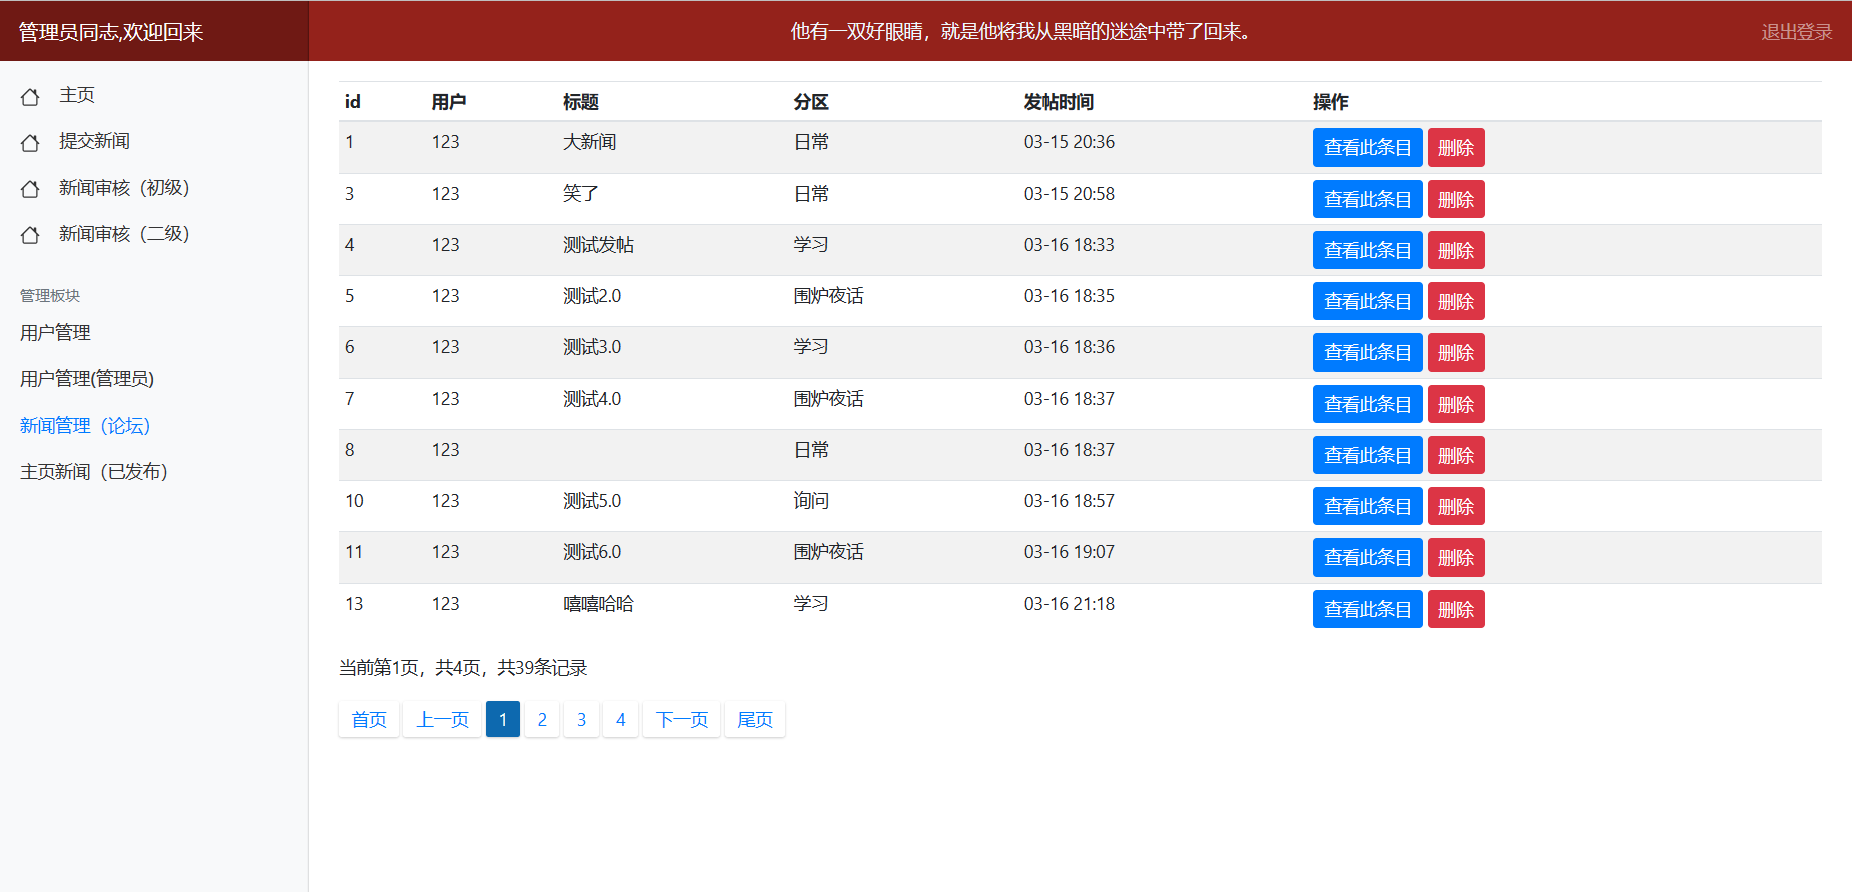 管理员同志,欢迎回来
他有一双好眼睛，就是他将我从黑暗的迷途中带了回来。
退出登录
主页
提交新闻
新闻审核（初级）
新闻审核（二级）
管理板块
用户管理
用户管理(管理员)
新闻管理（论坛）
主页新闻（已发布）
id 用户 标题 分区 发帖时间 操作
1 123 大新闻 日常 03-15 20:36 查看此条目 删除
3 123 笑了 日常 03-15 20:58 查看此条目 删除
4 123 测试发帖 学习 03-16 18:33 查看此条目 删除
5 123 测试2.0 围炉夜话 03-16 18:35 查看此条目 删除
6 123 测试3.0 学习 03-16 18:36 查看此条目 删除
7 123 测试4.0 围炉夜话 03-16 18:37 查看此条目 删除
8 123 日常 03-16 18:37 查看此条目 删除
10 123 测试5.0 询问 03-16 18:57 查看此条目 删除
11 123 测试6.0 围炉夜话 03-16 19:07 查看此条目 删除
13 123 嘻嘻哈哈 学习 03-16 21:18 查看此条目 删除
当前第1页，共4页，共39条记录
首页 上一页 1 2 3 4 下一页 尾页